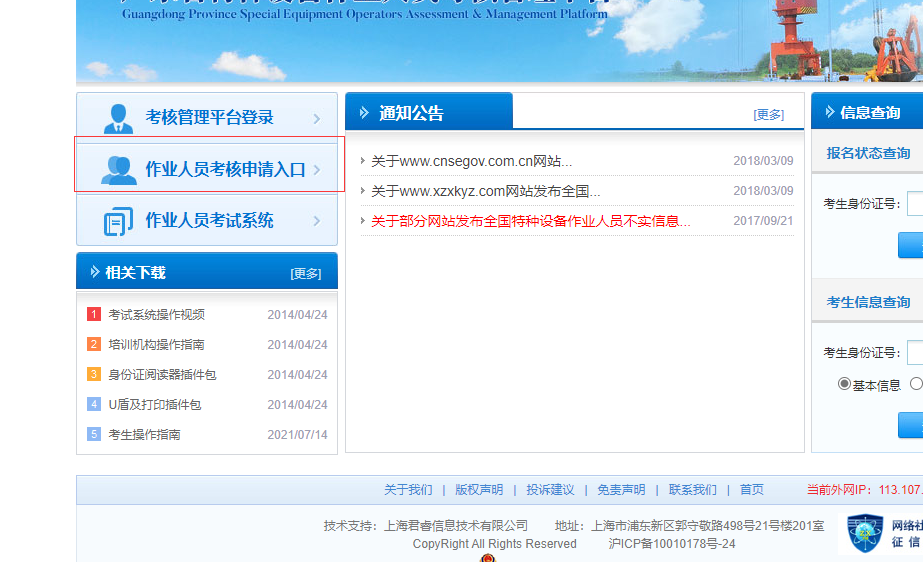 Guangdong Province Special Equipment Operators Assessment & Management Platform
考核管理平台登录
作业人员考核申请入口
作业人员考试系统
相关下载 [更多]
1 考试系统操作视频 2014/04/24
2 培训机构操作指南 2014/04/24
3 身份证阅读器插件包 2014/04/24
4 U盾及打印插件包 2014/04/24
5 考生操作指南 2021/07/14
通知公告 [更多]
关于www.cnsegov.com.cn网站... 2018/03/09
关于www.xzxkyz.com网站发布全国... 2018/03/09
关于部分网站发布全国特种设备作业人员不实信息... 2017/09/21
信息查询
报名状态查询
考生身份证号：
考生信息查询
考生身份证号：
基本信息
关于我们 | 版权声明 | 投诉建议 | 免责声明 | 联系我们 | 首页 当前外网IP：113.107.
技术支持：上海君睿信息技术有限公司 地址：上海市浦东新区郭守敬路498号21号楼201室
CopyRight All Rights Reserved 沪ICP备10010178号-24
网络社
征 信